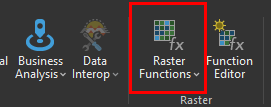 al
Business
Analysis
Data
Interop
Raster
Functions
Function
Editor
Raster